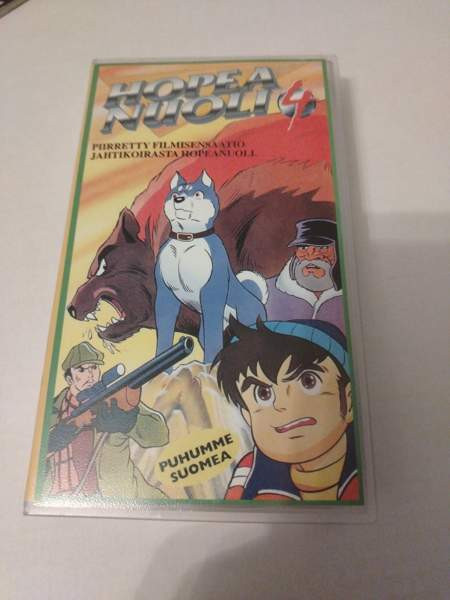 HOPEA
NUOLI 4
PIIRRETTY FILMISENSAATIO
JAHTIKOIRASTA HOPEANUOLI.
PUHUMME
SUOMEA